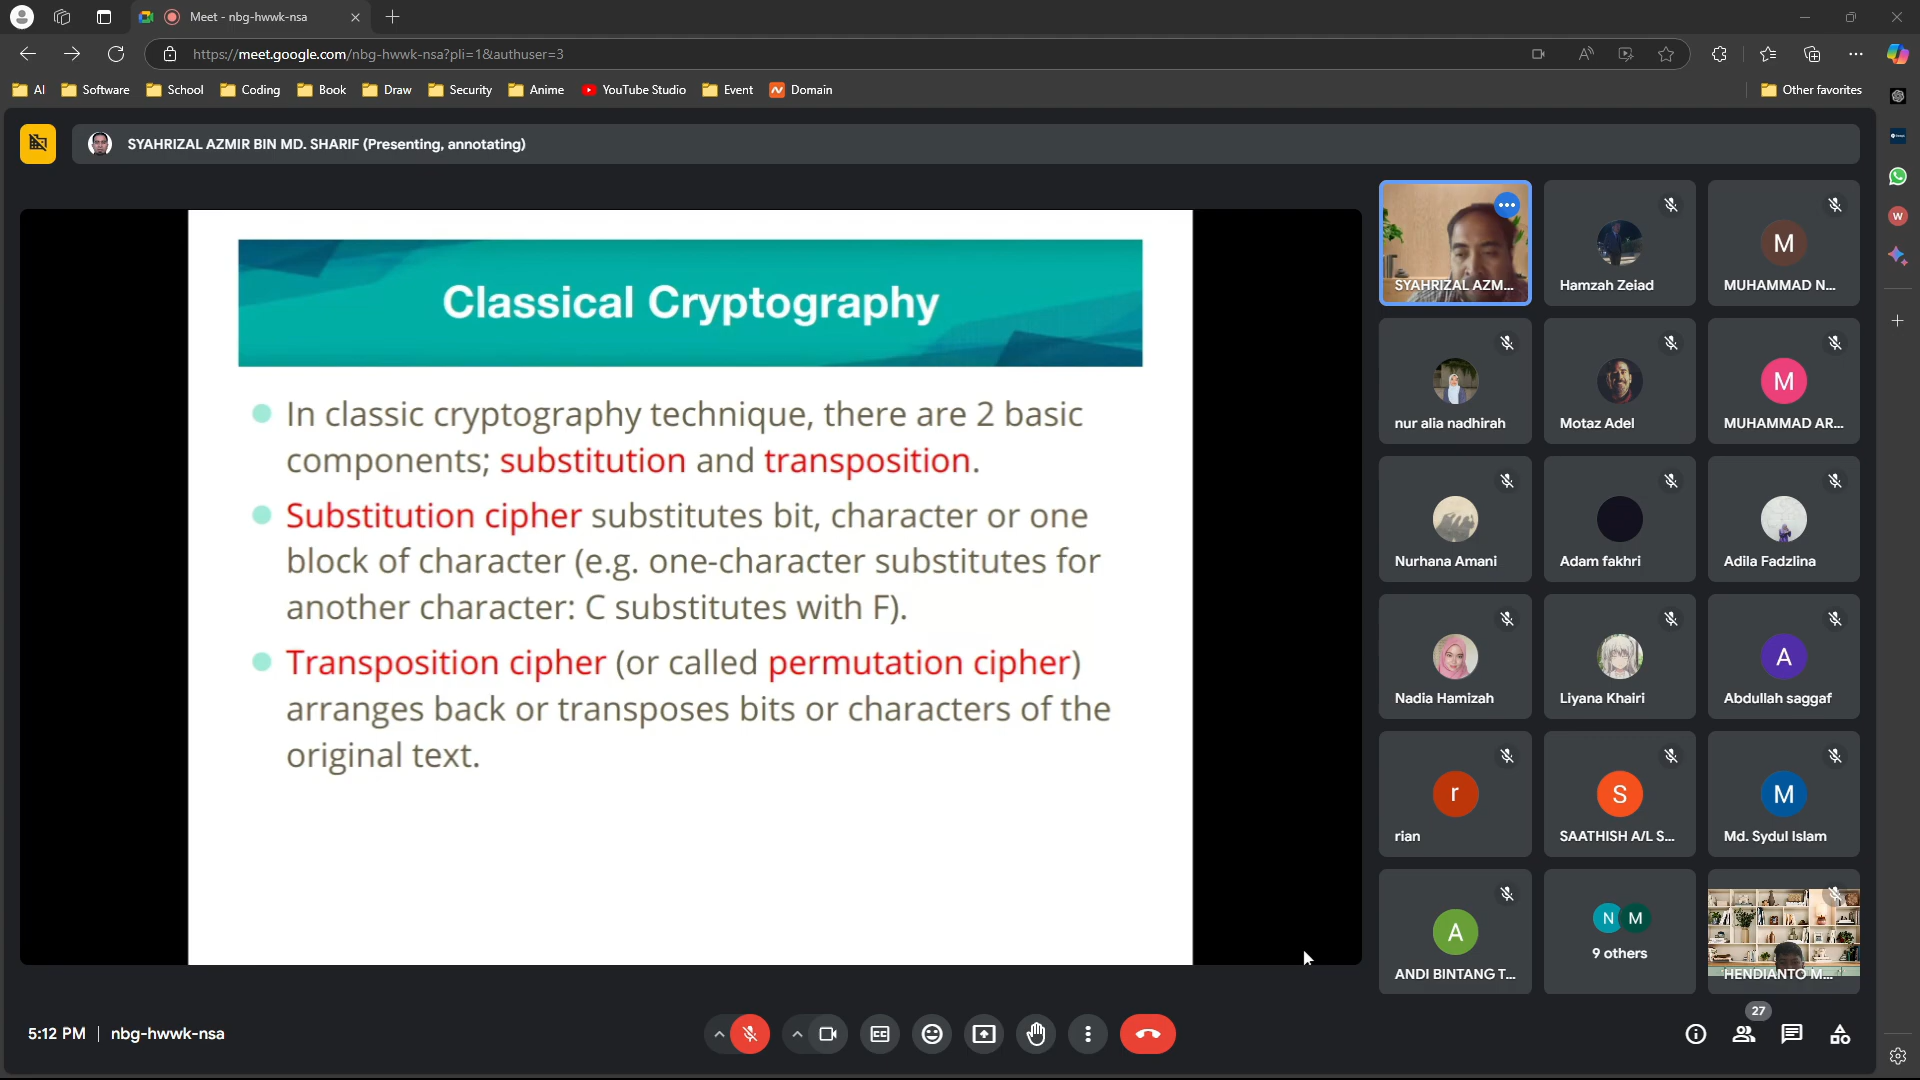 Meet - nbg-hwwk-nsa
https://meet.google.com/nbg-hwwk-nsa?pli=1&authuser=3
AI Software School Coding Book Draw Security Anime YouTube Studio Event Domain Other favorites
SYAHRIZAL AZMIR BIN MD. SHARIF (Presenting, annotating)
Classical Cryptography
In classic cryptography technique, there are 2 basic
components; substitution and transposition.
Substitution cipher substitutes bit, character or one
block of character (e.g. one-character substitutes for
another character: C substitutes with F).
Transposition cipher (or called permutation cipher)
arranges back or transposes bits or characters of the
original text.
SYAHRIZAL AZM...
Hamzah Zeiad
M
MUHAMMAD N...
nur alia nadhirah
Motaz Adel
M
MUHAMMAD AR...
Nurhana Amani
Adam fakhri
Adila Fadzlina
Nadia Hamizah
Liyana Khairi
A
Abdullah saggaf
r
rian
S
SAATHISH A/L S...
M
Md. Sydul Islam
A
ANDI BINTANG T...
N M
9 others
HENDIANTO M...
5:12 PM | nbg-hwwk-nsa
27